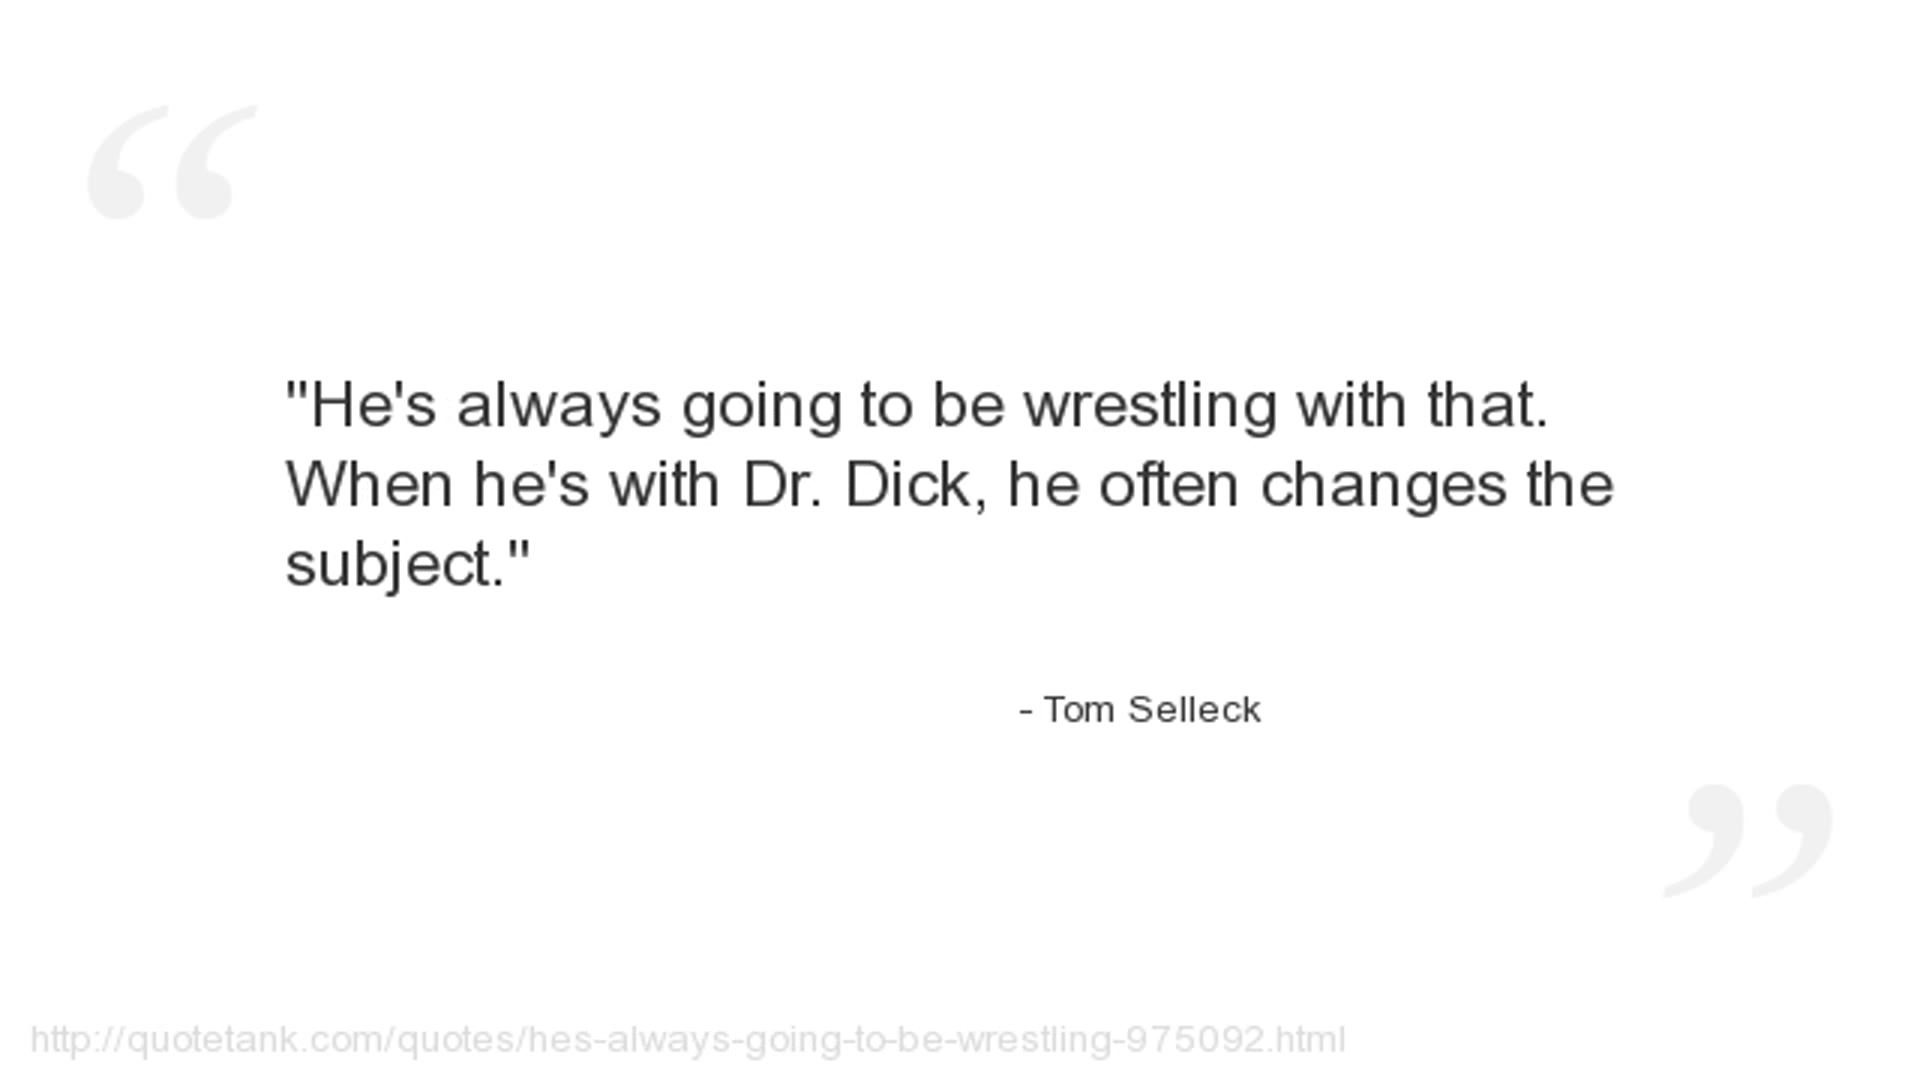 "He's always going to be wrestling with that.
When he's with Dr. Dick, he often changes the
subject."
- Tom Selleck
http://quotetank.com/quotes/hes-always-going-to-be-wrestling-975092.html